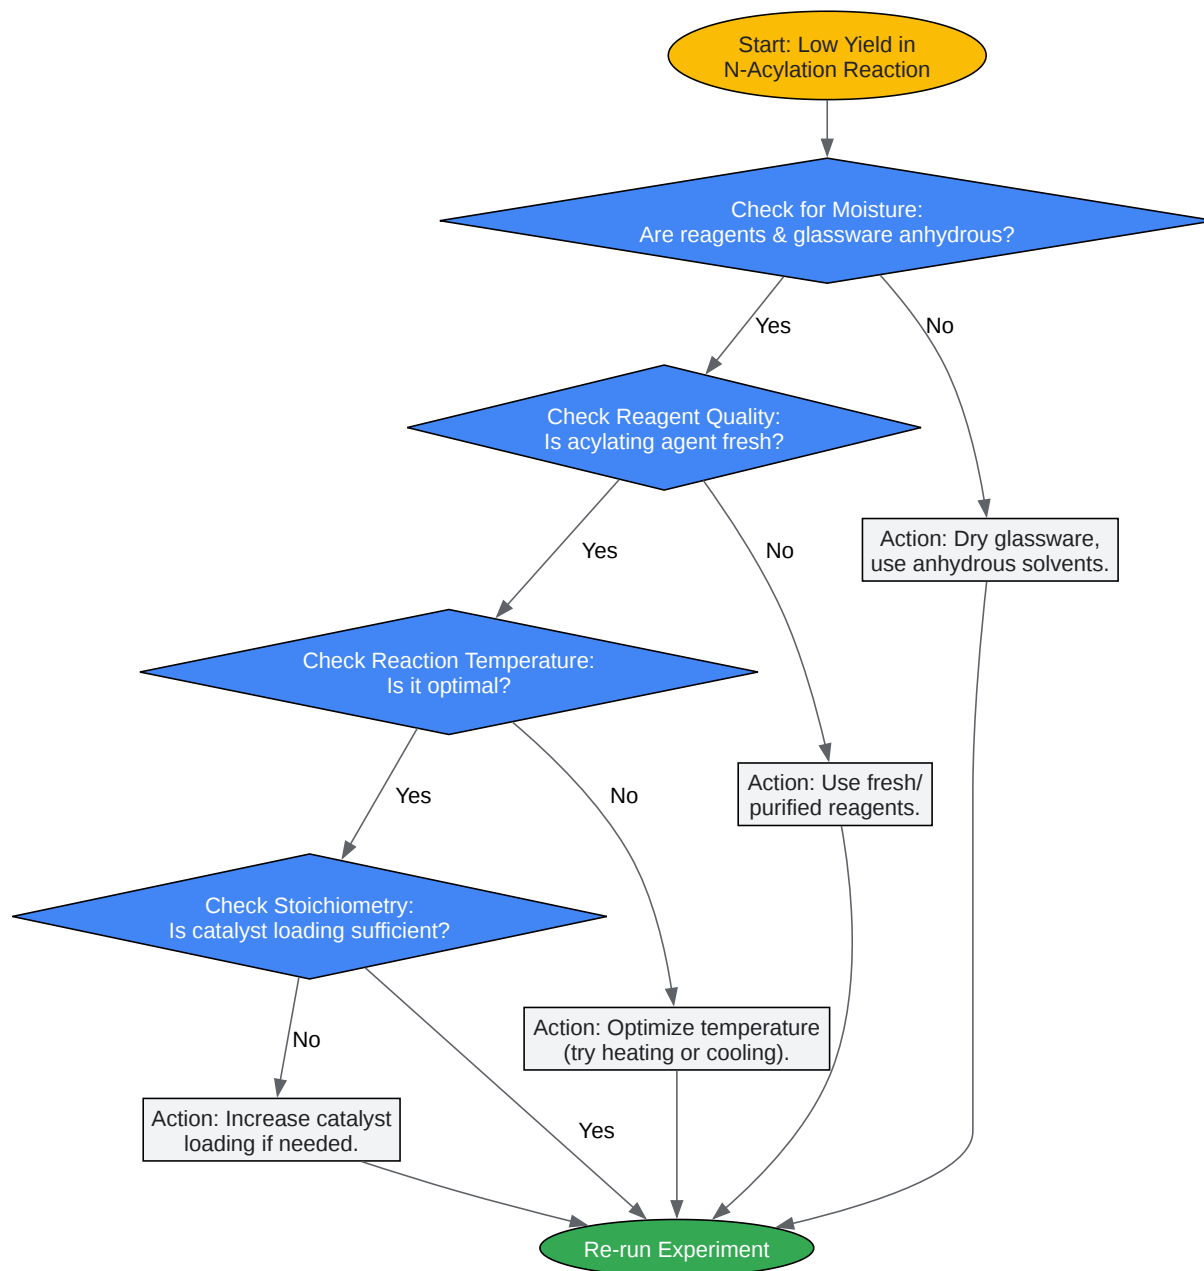 Start: Low Yield in
N-Acylation Reaction
Check for Moisture:
Are reagents & glassware anhydrous?
Yes
No
Check Reagent Quality:
Is acylating agent fresh?
Yes
No
Action: Dry glassware,
use anhydrous solvents.
Check Reaction Temperature:
Is it optimal?
Yes
No
Action: Use fresh/
purified reagents.
Check Stoichiometry:
Is catalyst loading sufficient?
No
Yes
Action: Optimize temperature
(try heating or cooling).
Action: Increase catalyst
loading if needed.
Re-run Experiment